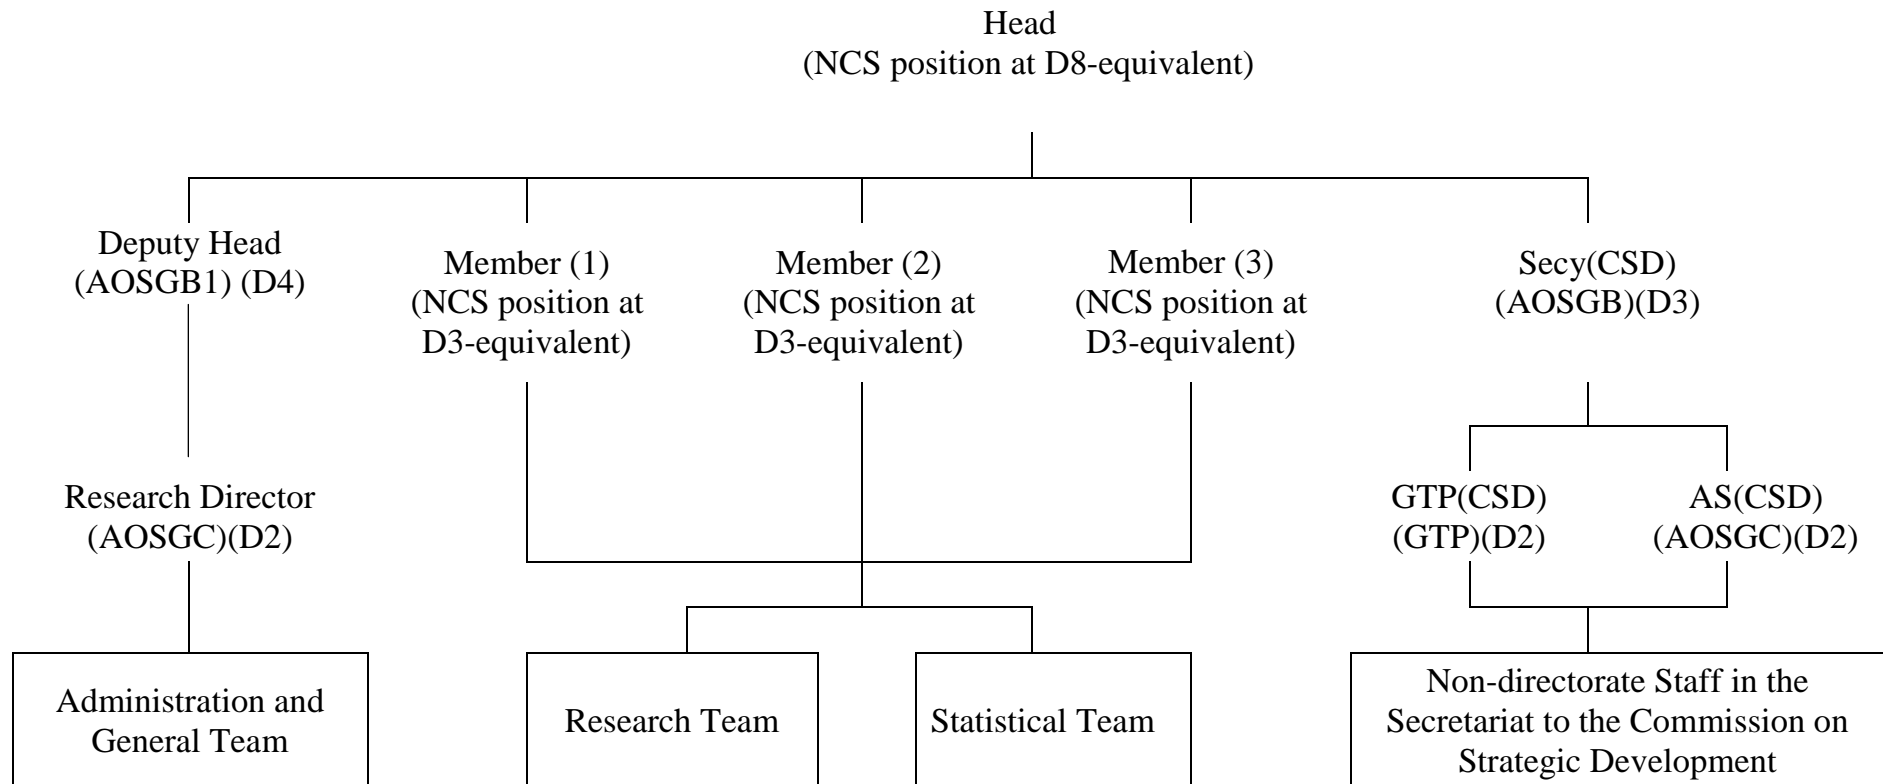 Head
(NCS position at D8-equivalent)
Deputy Head
(AOSGB1) (D4)
Member (1)
(NCS position at
D3-equivalent)
Member (2)
(NCS position at
D3-equivalent)
Member (3)
(NCS position at
D3-equivalent)
Secy(CSD)
(AOSGB)(D3)
Research Director
(AOSGC)(D2)
GTP(CSD)
(GTP)(D2)
AS(CSD)
(AOSGC)(D2)
Administration and
General Team
Research Team
Statistical Team
Non-directorate Staff in the
Secretariat to the Commission on
Strategic Development